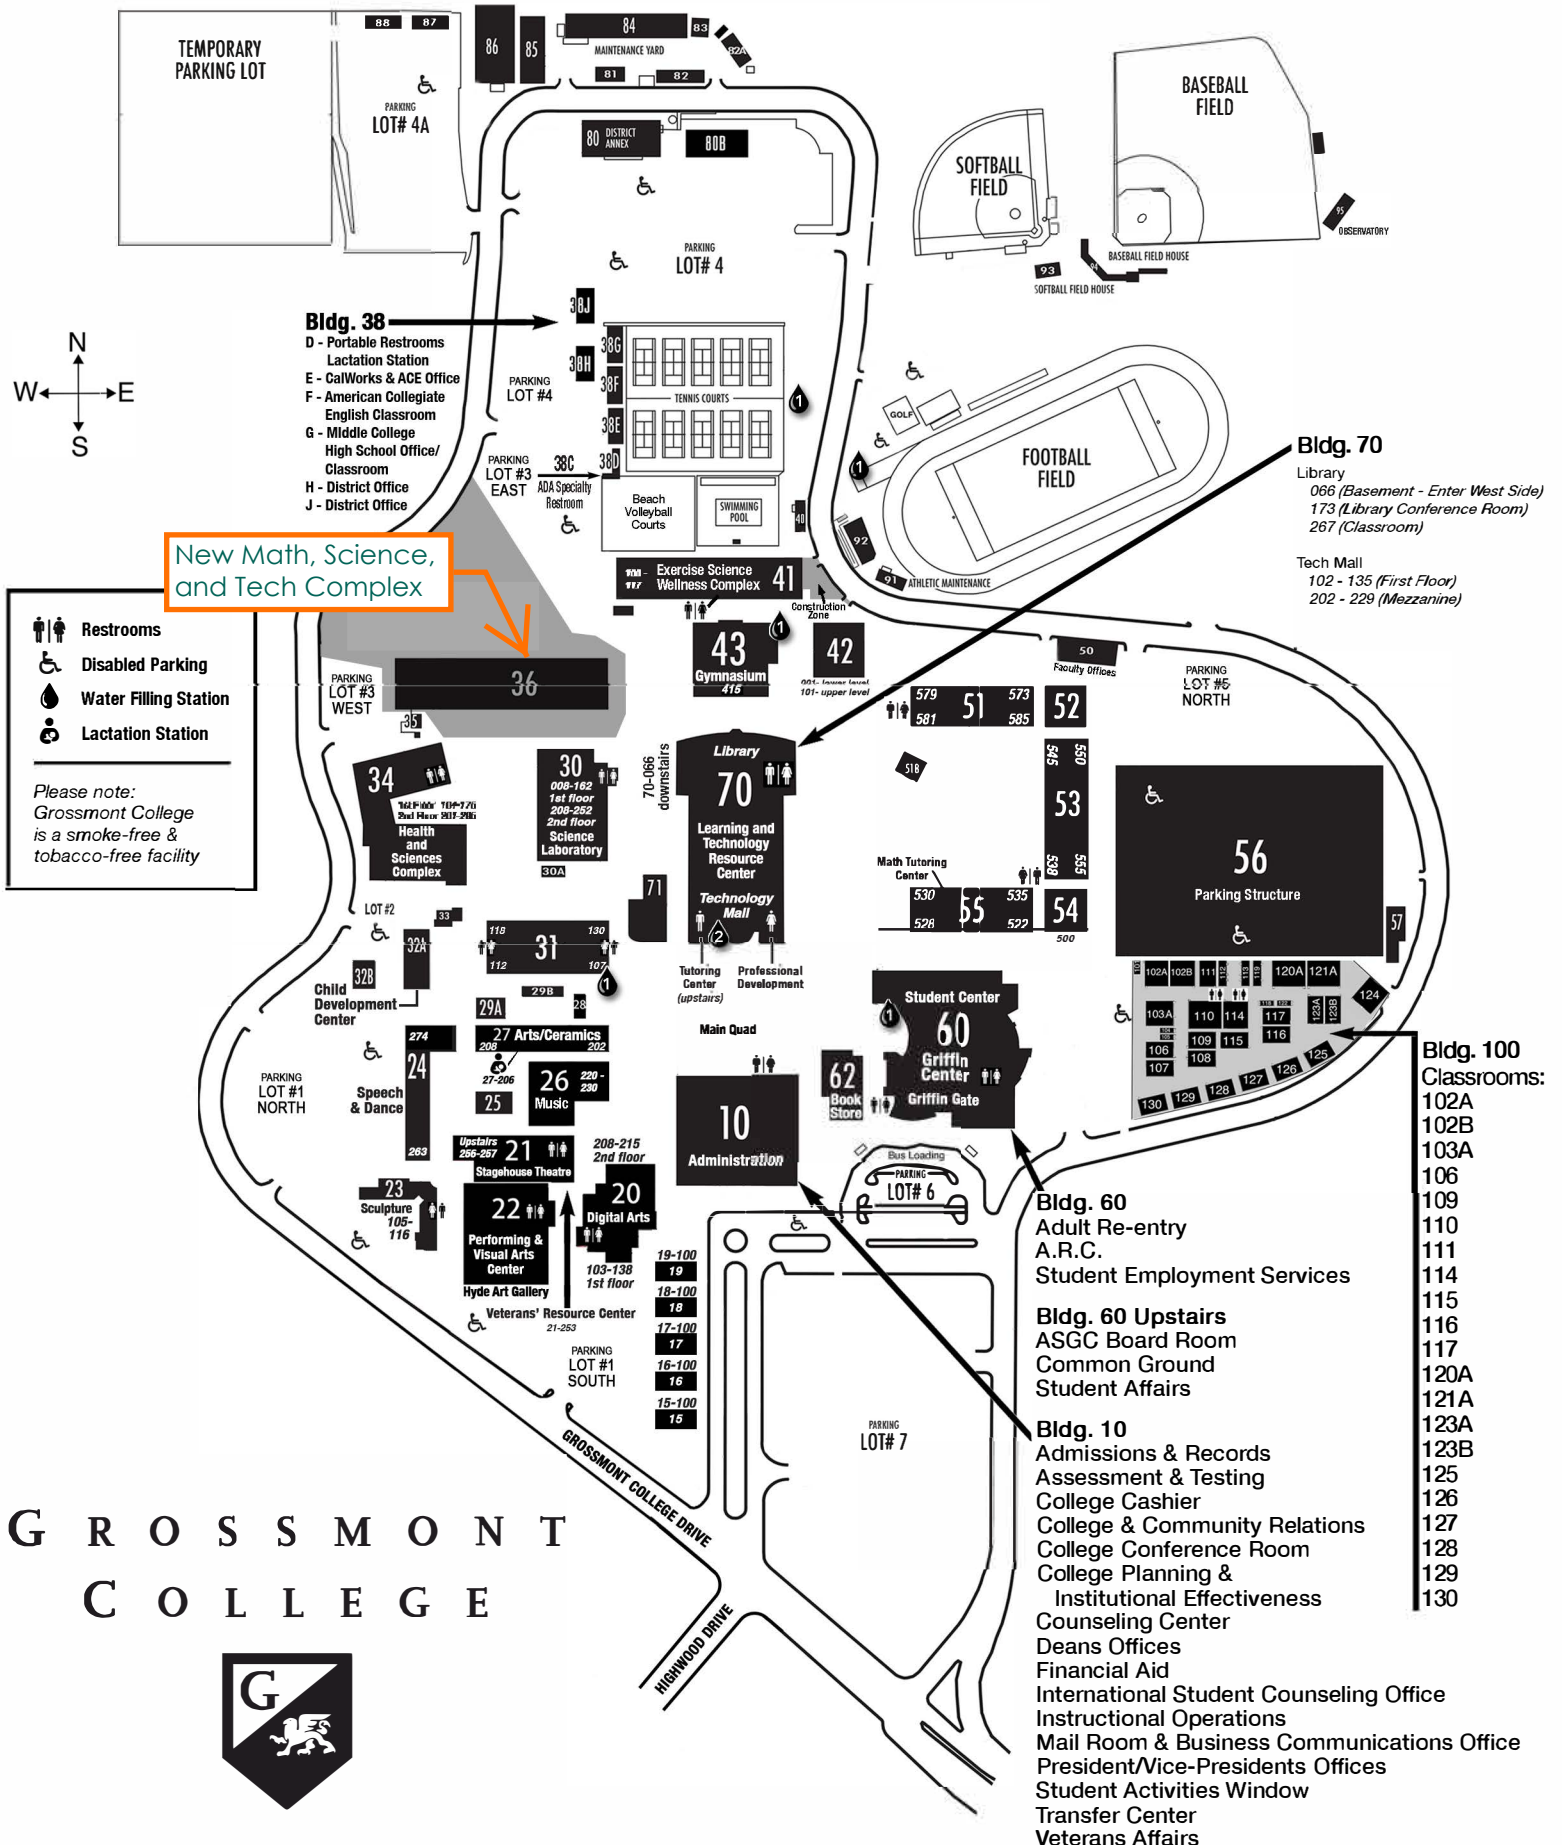 TEMPORARY
PARKING LOT
88
87
PARKING
LOT# 4A
86
85
84
83
82A
MAINTENANCE YARD
81
82
80 DISTRICT
ANNEX
80B
PARKING
LOT# 4
SOFTBALL
FIELD
BASEBALL
FIELD
95
OBSERVATORY
93
SOFTBALL FIELD HOUSE
BASEBALL FIELD HOUSE
N
W
E
S
Bldg. 38
D - Portable Restrooms
Lactation Station
E - CalWorks & ACE Office
F - American Collegiate
English Classroom
G - Middle College
High School Office/
Classroom
H - District Office
J - District Office
38J
38H
38G
38F
38E
38D
PARKING
LOT #4
TENNIS COURTS
1
PARKING
LOT #3
EAST
38C
ADA Specialty
Restroom
Beach
Volleyball
Courts
SWIMMING
POOL
40
GOLF
1
FOOTBALL
FIELD
92
91
ATHLETIC MAINTENANCE
Bldg. 70
Library
066 (Basement - Enter West Side)
173 (Library Conference Room)
267 (Classroom)
Tech Mall
102 - 135 (First Floor)
202 - 229 (Mezzanine)
New Math, Science,
and Tech Complex
Restrooms
Disabled Parking
Water Filling Station
Lactation Station
Please note:
Grossmont College
is a smoke-free &
tobacco-free facility
Exercise Science
Wellness Complex
41
Construction
Zone
43
Gymnasium
415
1
42
101- upper level
36
PARKING
LOT #3
WEST
35
50
Faculty Offices
PARKING
LOT #5
NORTH
579
581
51
573
585
52
51B
545
550
53
538
555
34
Health
and
Sciences
Complex
30
008-162
1st floor
208-252
2nd floor
Science
Laboratory
30A
70-066
downstairs
Library
70
Learning and
Technology
Resource
Center
Technology
Mall
2
71
Tutoring
Center
(upstairs)
Professional
Development
Math Tutoring
Center
530
528
55
535
522
54
500
56
Parking Structure
57
LOT #2
33
32A
32B
Child
Development
Center
118
112
31
130
107
1
29B
29A
28
27 Arts/Ceramics
208
202
27-206
26
Music
220 -
230
25
274
24
263
Speech
& Dance
PARKING
LOT #1
NORTH
Main Quad
10
Administration
Student Center
60
Griffin
Center
Griffin Gate
1
62
Book
Store
Bus Loading
PARKING
LOT# 6
102A
102B
111
112
113
119
120A
121A
124
103A
110
114
117
116
123A
123B
106
107
109
108
115
130
129
128
127
126
125
Bldg. 100
Classrooms:
102A
102B
103A
106
109
110
111
114
115
116
117
120A
121A
123A
123B
125
126
127
128
129
130
Upstairs
256-257
21
Stagehouse Theatre
208-215
2nd floor
20
Digital Arts
103-138
1st floor
23
Sculpture
105-
116
22
Performing &
Visual Arts
Center
Hyde Art Gallery
Veterans' Resource Center
21-253
PARKING
LOT #1
SOUTH
19-100
19
18-100
18
17-100
17
16-100
16
15-100
15
PARKING
LOT# 7
GROSSMONT COLLEGE DRIVE
HIGHWOOD DRIVE
Bldg. 60
Adult Re-entry
A.R.C.
Student Employment Services
Bldg. 60 Upstairs
ASGC Board Room
Common Ground
Student Affairs
Bldg. 10
Admissions & Records
Assessment & Testing
College Cashier
College & Community Relations
College Conference Room
College Planning &
Institutional Effectiveness
Counseling Center
Deans Offices
Financial Aid
International Student Counseling Office
Instructional Operations
Mail Room & Business Communications Office
President/Vice-Presidents Offices
Student Activities Window
Transfer Center
Veterans Affairs
GROSSMONT
COLLEGE
G